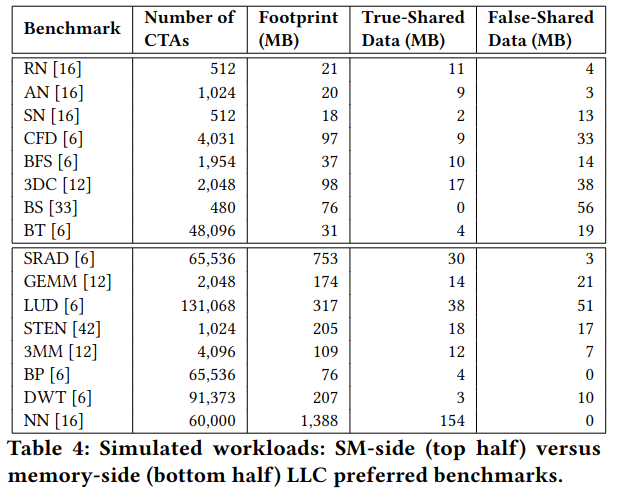 Benchmark Number of CTAs Footprint (MB) True-Shared Data (MB) False-Shared Data (MB)
RN [16] 512 21 11 4
AN [16] 1,024 20 9 3
SN [16] 512 18 2 13
CFD [6] 4,031 97 9 33
BFS [6] 1,954 37 10 14
3DC [12] 2,048 98 17 38
BS [33] 480 76 0 56
BT [6] 48,096 31 4 19
SRAD [6] 65,536 753 30 3
GEMM [12] 2,048 174 14 21
LUD [6] 131,068 317 38 51
STEN [42] 1,024 205 18 17
3MM [12] 4,096 109 12 7
BP [6] 65,536 76 4 0
DWT [6] 91,373 207 3 10
NN [16] 60,000 1,388 154 0
Table 4: Simulated workloads: SM-side (top half) versus
memory-side (bottom half) LLC preferred benchmarks.